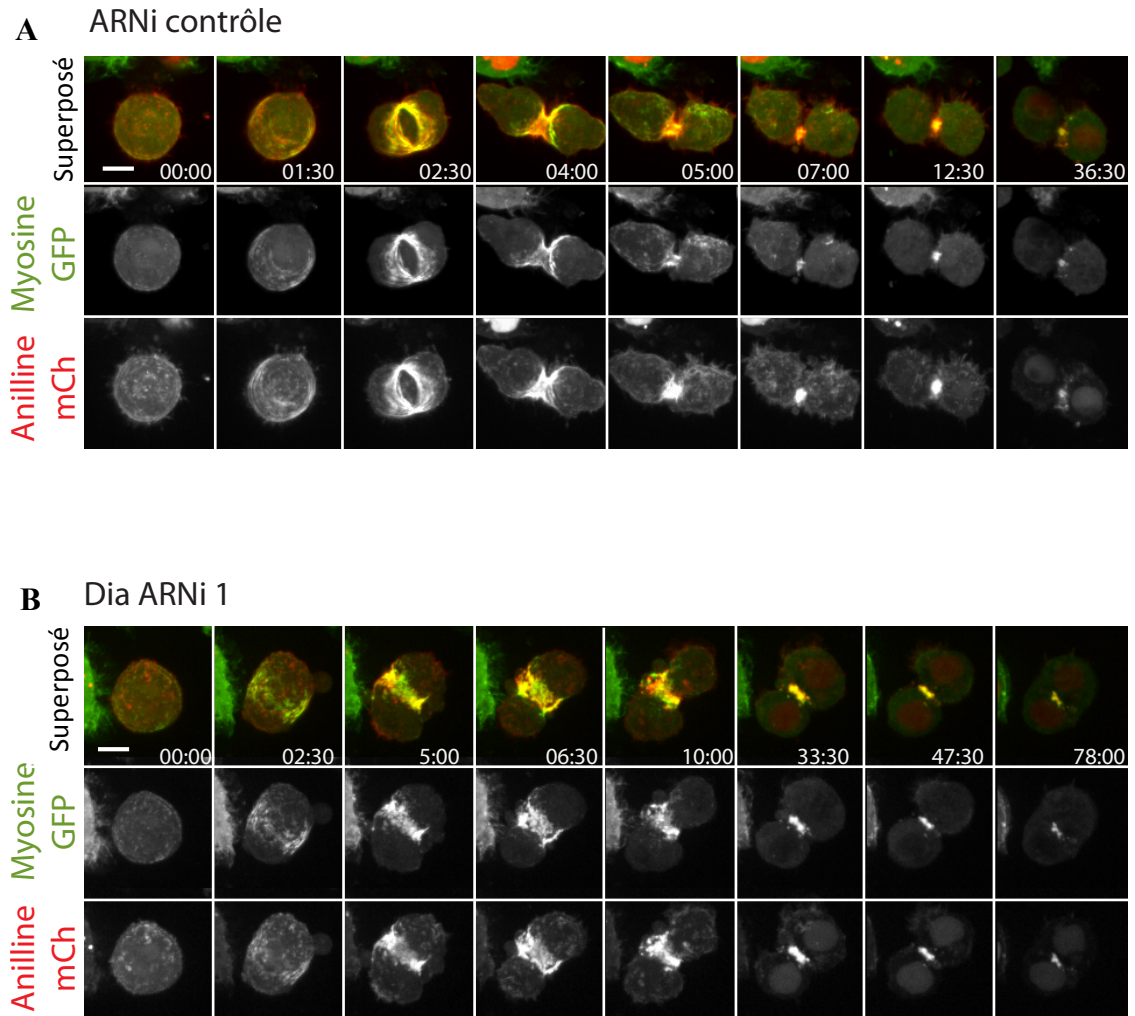 A
ARNi contrôle
Superposé
00:00 01:30 02:30 04:00 05:00 07:00 12:30 36:30
Myosine
GFP
Anilline
mCh
B
Dia ARNi 1
Superposé
00:00 02:30 5:00 06:30 10:00 33:30 47:30 78:00
Myosine
GFP
Anilline
mCh